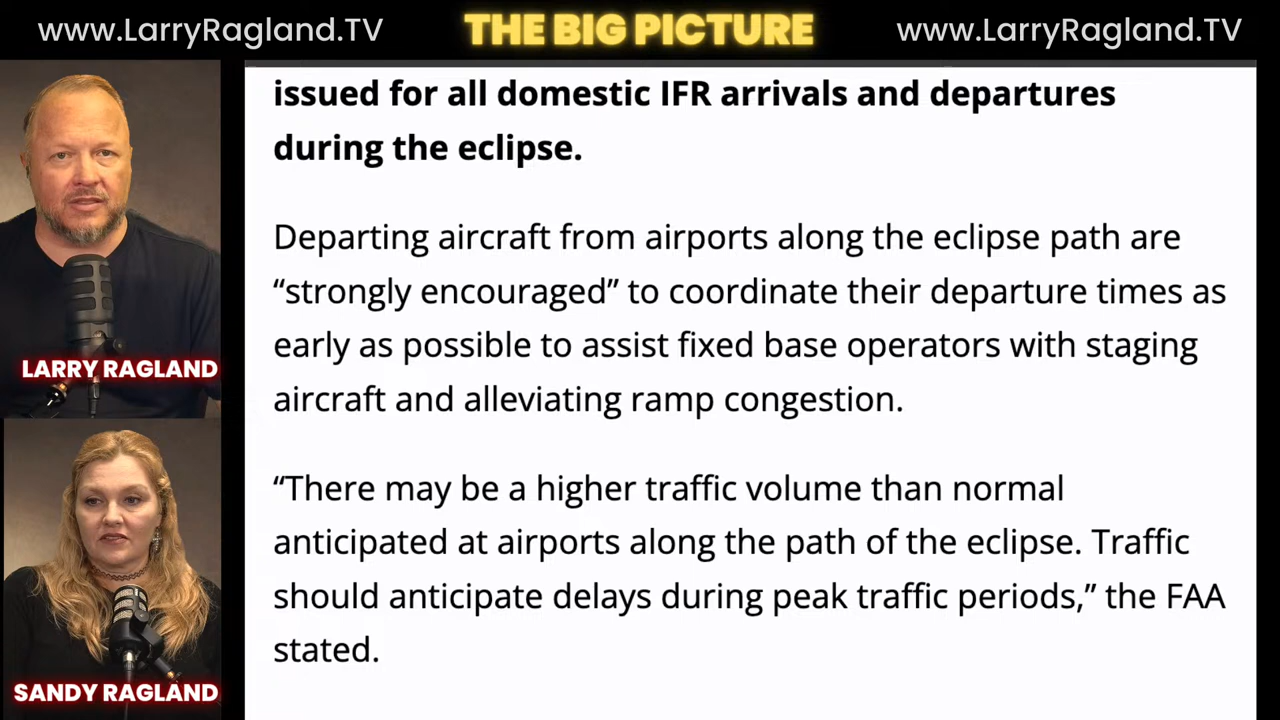 www.LarryRagland.TV
THE BIG PICTURE
www.LarryRagland.TV
issued for all domestic IFR arrivals and departures
during the eclipse.
Departing aircraft from airports along the eclipse path are
“strongly encouraged” to coordinate their departure times as
early as possible to assist fixed base operators with staging
aircraft and alleviating ramp congestion.
“There may be a higher traffic volume than normal
anticipated at airports along the path of the eclipse. Traffic
should anticipate delays during peak traffic periods,” the FAA
stated.
LARRY RAGLAND
SANDY RAGLAND